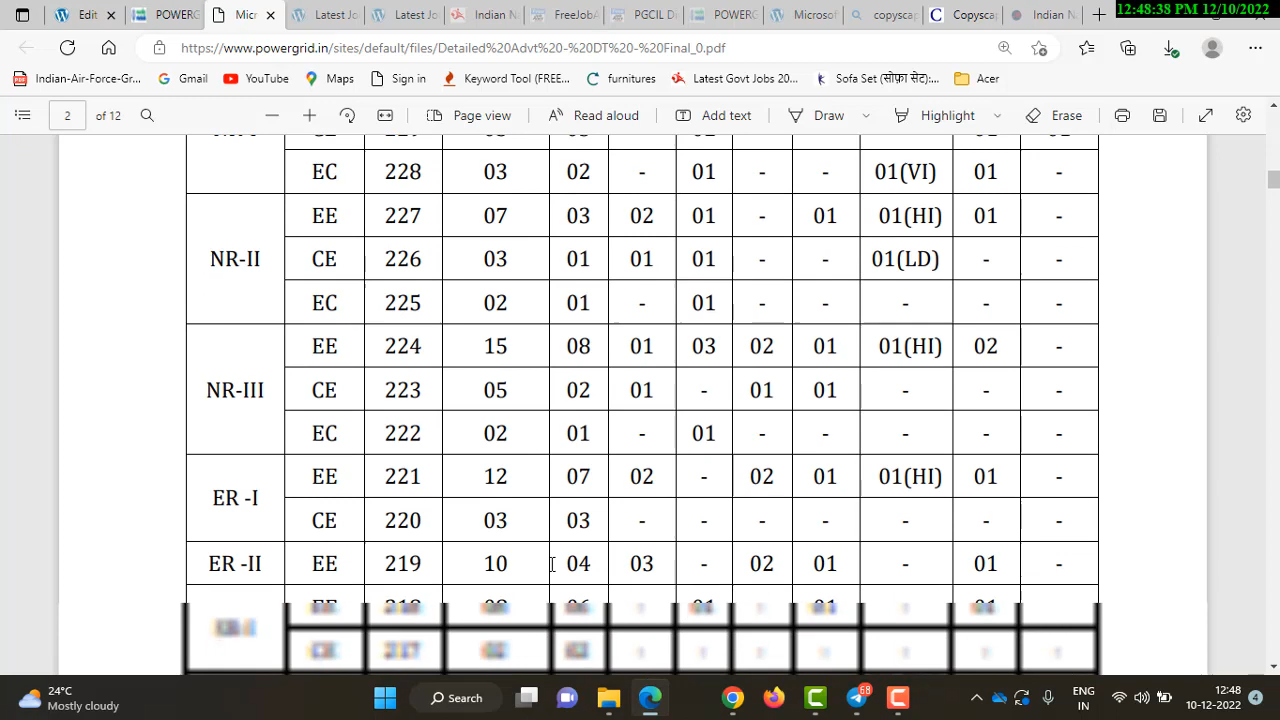 12:48:38 PM 12/10/2022
Edit
POWERG
Micr
Latest Jo
Latest Jo
Indian N
FreeJobA
PGCIL De
POWERG
Microsof
copyscap
Copyscap
Indian N
https://www.powergrid.in/sites/default/files/Detailed%20Advt%20-%20DT%20-%20Final_0.pdf
Indian-Air-Force-Gr...
Gmail
YouTube
Maps
Sign in
Keyword Tool (FREE...
furnitures
Latest Govt Jobs 20...
Sofa Set (सोफ़ा सेट):...
Acer
2 of 12
Page view
Read aloud
Add text
Draw
Highlight
Erase
EC 228 03 02 - 01 - - 01(VI) 01 -
NR-II EE 227 07 03 02 01 - 01 01(HI) 01 -
CE 226 03 01 01 01 - - 01(LD) - -
EC 225 02 01 - 01 - - - - -
NR-III EE 224 15 08 01 03 02 01 01(HI) 02 -
CE 223 05 02 01 - 01 01 - - -
EC 222 02 01 - 01 - - - - -
ER -I EE 221 12 07 02 - 02 01 01(HI) 01 -
CE 220 03 03 - - - - - - -
ER -II EE 219 10 04 03 - 02 01 - 01 -
24°C
Mostly cloudy
Search
68
ENG
IN
12:48
10-12-2022
4